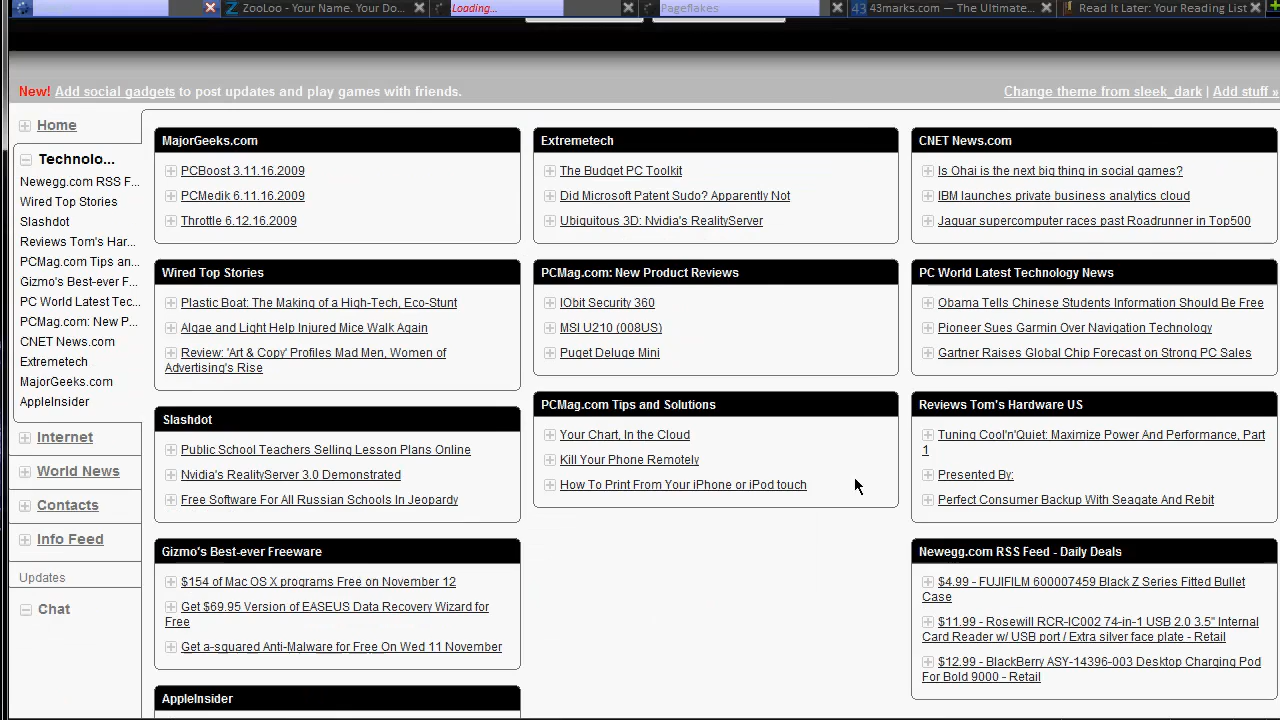 ZooLoo - Your Name. Your Do...
Loading...
Pageflakes
43 43marks.com — The Ultimate...
Read It Later: Your Reading List
New! Add social gadgets to post updates and play games with friends.
Change theme from sleek_dark | Add stuff »
Home
Technolo...
Newegg.com RSS F...
Wired Top Stories
Slashdot
Reviews Tom's Har...
PCMag.com Tips an...
Gizmo's Best-ever F...
PC World Latest Tec...
PCMag.com: New P...
CNET News.com
Extremetech
MajorGeeks.com
AppleInsider
Internet
World News
Contacts
Info Feed
Updates
Chat
MajorGeeks.com
PCBoost 3.11.16.2009
PCMedik 6.11.16.2009
Throttle 6.12.16.2009
Wired Top Stories
Plastic Boat: The Making of a High-Tech, Eco-Stunt
Algae and Light Help Injured Mice Walk Again
Review: 'Art & Copy' Profiles Mad Men, Women of
Advertising's Rise
Slashdot
Public School Teachers Selling Lesson Plans Online
Nvidia's RealityServer 3.0 Demonstrated
Free Software For All Russian Schools In Jeopardy
Gizmo's Best-ever Freeware
$154 of Mac OS X programs Free on November 12
Get $69.95 Version of EASEUS Data Recovery Wizard for
Free
Get a-squared Anti-Malware for Free On Wed 11 November
AppleInsider
Extremetech
The Budget PC Toolkit
Did Microsoft Patent Sudo? Apparently Not
Ubiquitous 3D: Nvidia's RealityServer
PCMag.com: New Product Reviews
IObit Security 360
MSI U210 (008US)
Puget Deluge Mini
PCMag.com Tips and Solutions
Your Chart, In the Cloud
Kill Your Phone Remotely
How To Print From Your iPhone or iPod touch
CNET News.com
Is Ohai is the next big thing in social games?
IBM launches private business analytics cloud
Jaguar supercomputer races past Roadrunner in Top500
PC World Latest Technology News
Obama Tells Chinese Students Information Should Be Free
Pioneer Sues Garmin Over Navigation Technology
Gartner Raises Global Chip Forecast on Strong PC Sales
Reviews Tom's Hardware US
Tuning Cool'n'Quiet: Maximize Power And Performance, Part
1
Presented By:
Perfect Consumer Backup With Seagate And Rebit
Newegg.com RSS Feed - Daily Deals
$4.99 - FUJIFILM 600007459 Black Z Series Fitted Bullet
Case
$11.99 - Rosewill RCR-IC002 74-in-1 USB 2.0 3.5" Internal
Card Reader w/ USB port / Extra silver face plate - Retail
$12.99 - BlackBerry ASY-14396-003 Desktop Charging Pod
For Bold 9000 - Retail